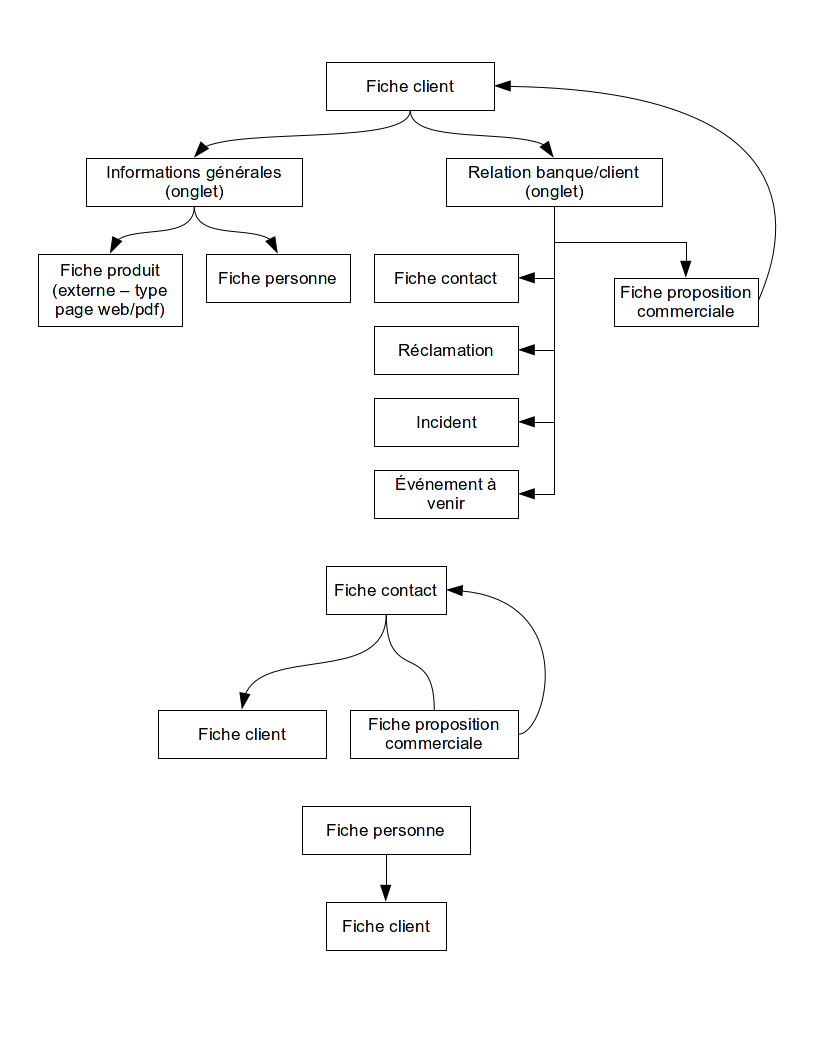 Fiche client
Informations générales
(onglet)
Relation banque/client
(onglet)
Fiche produit
(externe – type
page web/pdf)
Fiche personne
Fiche contact
Fiche proposition
commerciale
Réclamation
Incident
Événement à
venir
Fiche contact
Fiche client
Fiche proposition
commerciale
Fiche personne
Fiche client